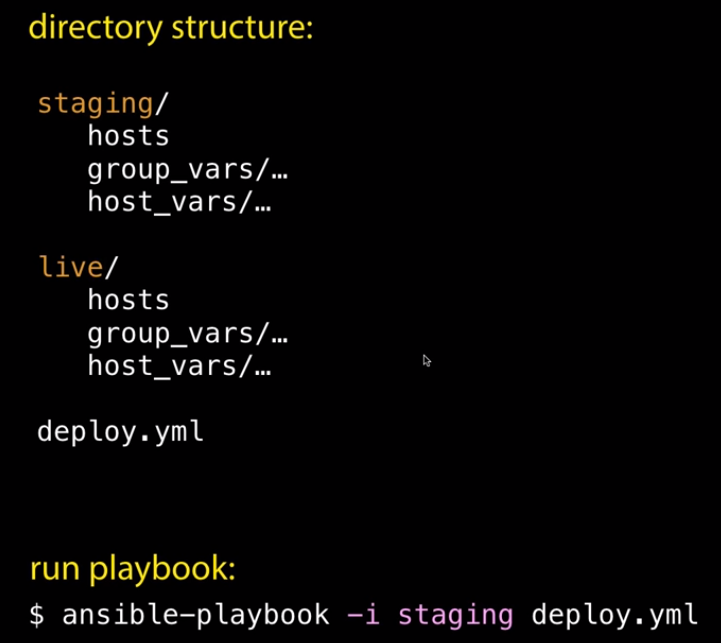 directory structure:
staging/
hosts
group_vars/…
host_vars/…
live/
hosts
group_vars/…
host_vars/…
deploy.yml
run playbook:
$ ansible-playbook -i staging deploy.yml